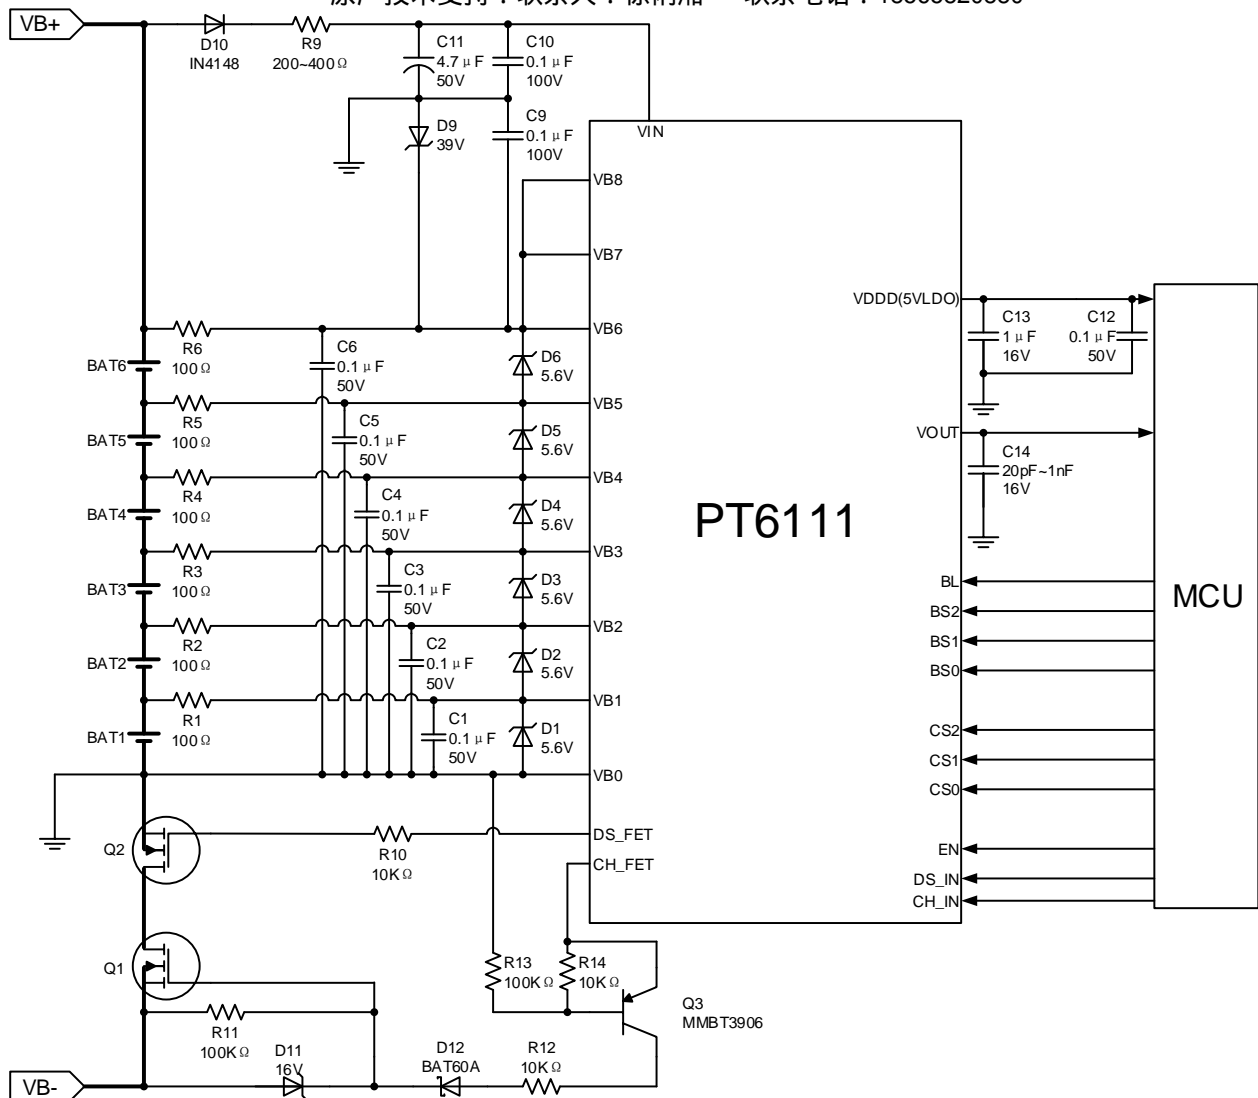 VB+
D10
IN4148
R9
200~400Ω
C11
4.7μF
50V
C10
0.1μF
100V
D9
39V
C9
0.1μF
100V
VIN
VB8
VB7
VB6
VB5
VB4
VB3
VB2
VB1
VB0
DS_FET
CH_FET
BAT6
R6
100Ω
C6
0.1μF
50V
D6
5.6V
BAT5
R5
100Ω
C5
0.1μF
50V
D5
5.6V
BAT4
R4
100Ω
C4
0.1μF
50V
D4
5.6V
BAT3
R3
100Ω
C3
0.1μF
50V
D3
5.6V
BAT2
R2
100Ω
C2
0.1μF
50V
D2
5.6V
BAT1
R1
100Ω
C1
0.1μF
50V
D1
5.6V
PT6111
VDDD(5VLDO)
C13
1μF
16V
C12
0.1μF
50V
VOUT
C14
20pF~1nF
16V
BL
BS2
BS1
BS0
CS2
CS1
CS0
EN
DS_IN
CH_IN
MCU
Q2
R10
10KΩ
Q1
R13
100KΩ
R14
10KΩ
Q3
MMBT3906
R11
100KΩ
D11
16V
D12
BAT60A
R12
10KΩ
VB-